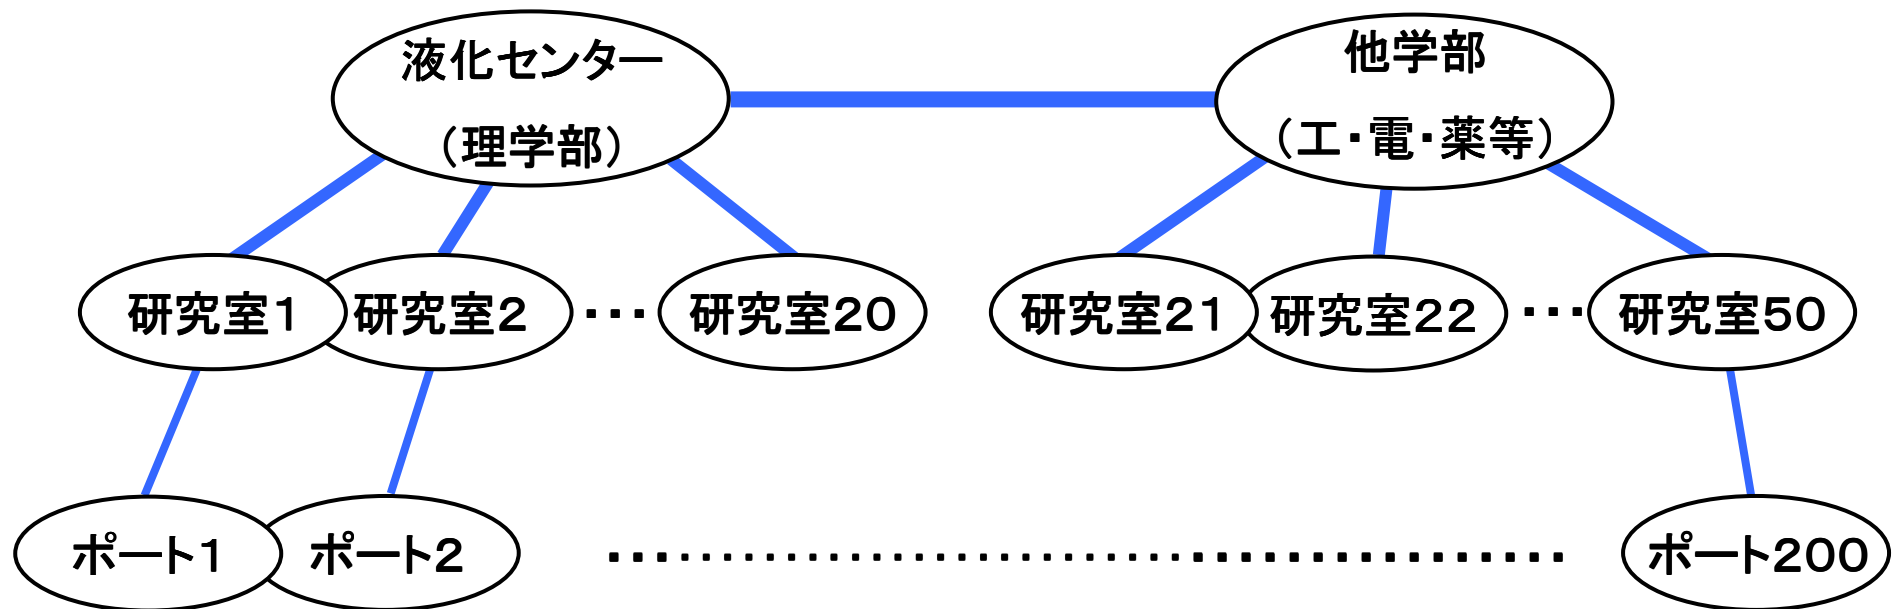 液化センター
（理学部）
他学部
（工・電・薬等）
研究室１
研究室２
･･･
研究室２０
研究室２１
研究室２２
･･･
研究室５０
ポート１
ポート２
ポート２００